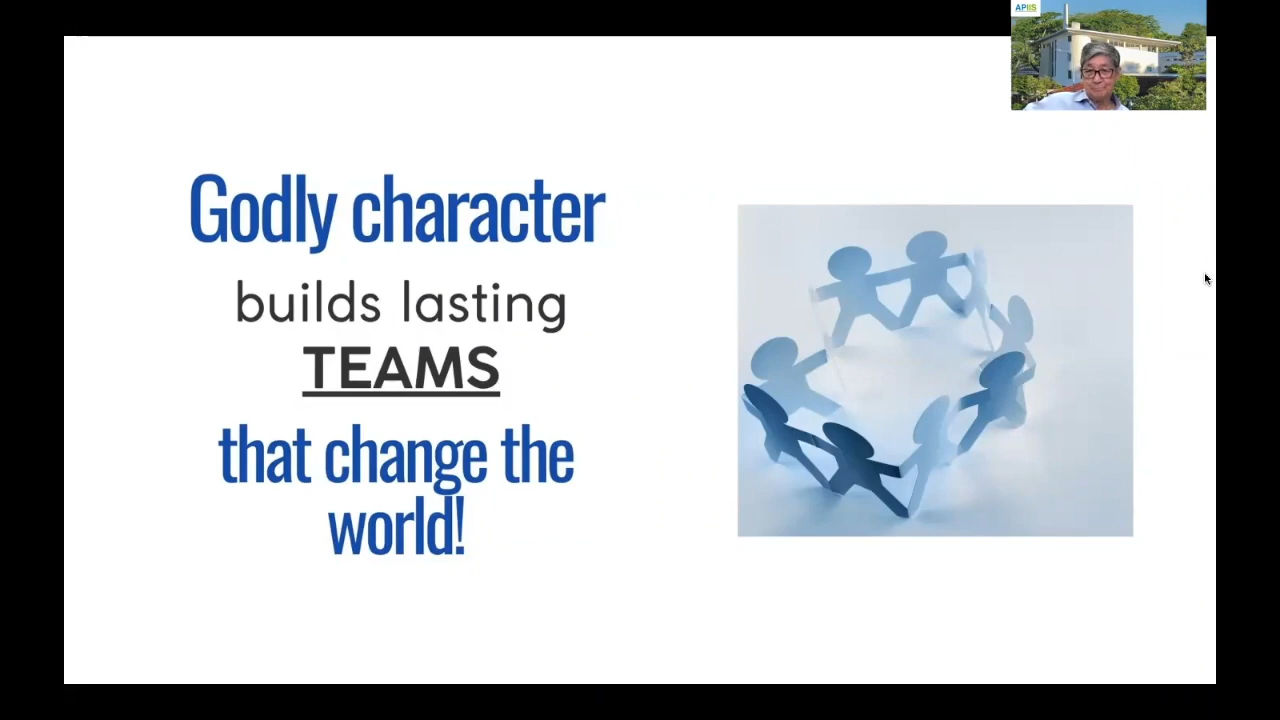 APIIS
Godly character
builds lasting
TEAMS
that change the
world!